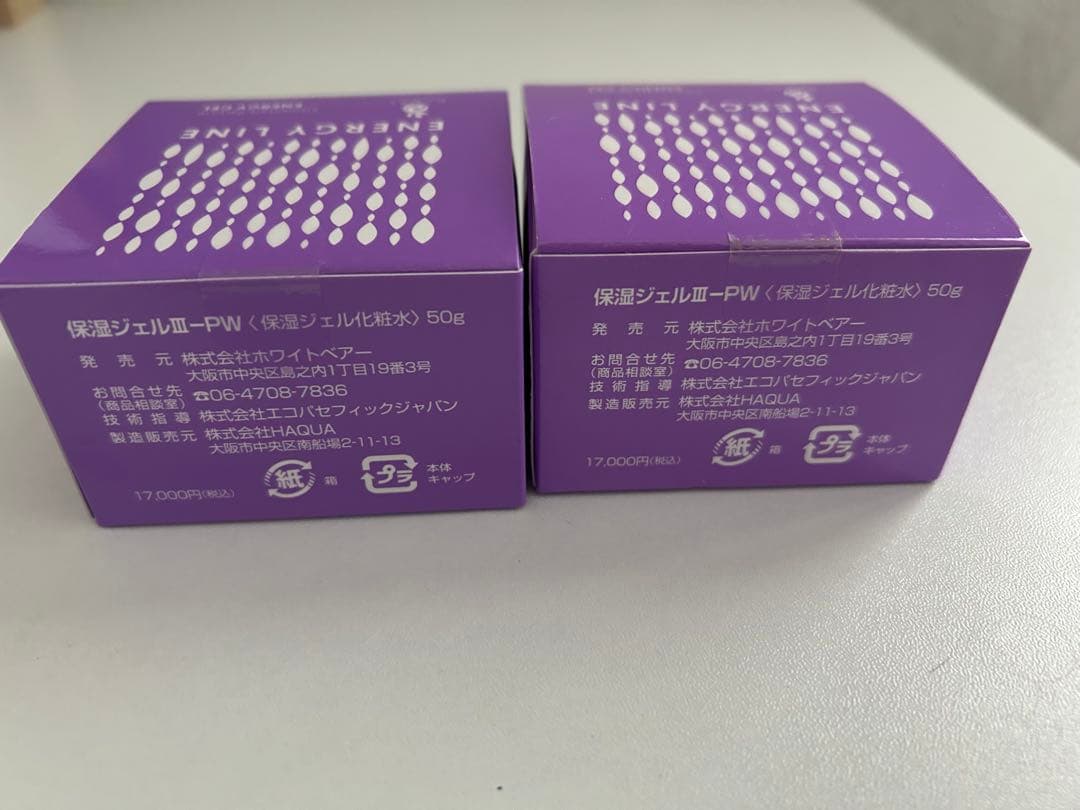 ENERGY GEL
ENERGY LINE
保湿ジェルⅢ-PW〈保湿ジェル化粧水〉50g
発売元 株式会社ホワイトベアー
大阪市中央区島之内1丁目19番3号
お問合せ先 ☎06-4708-7836
(商品相談室)
技術指導 株式会社エコパセフィックジャパン
製造販売元 株式会社HAQUA
大阪市中央区南船場2-11-13
17,000円(税込)
紙 箱
プラ 本体
キャップ
ENERGY LINE
保湿ジェルⅢ-PW〈保湿ジェル化粧水〉50g
発売元 株式会社ホワイトベアー
大阪市中央区島之内1丁目19番3号
お問合せ先 ☎06-4708-7836
(商品相談室)
技術指導 株式会社エコパセフィックジャパン
製造販売元 株式会社HAQUA
大阪市中央区南船場2-11-13
17,000円(税込)
紙 箱
プラ 本体
キャップ